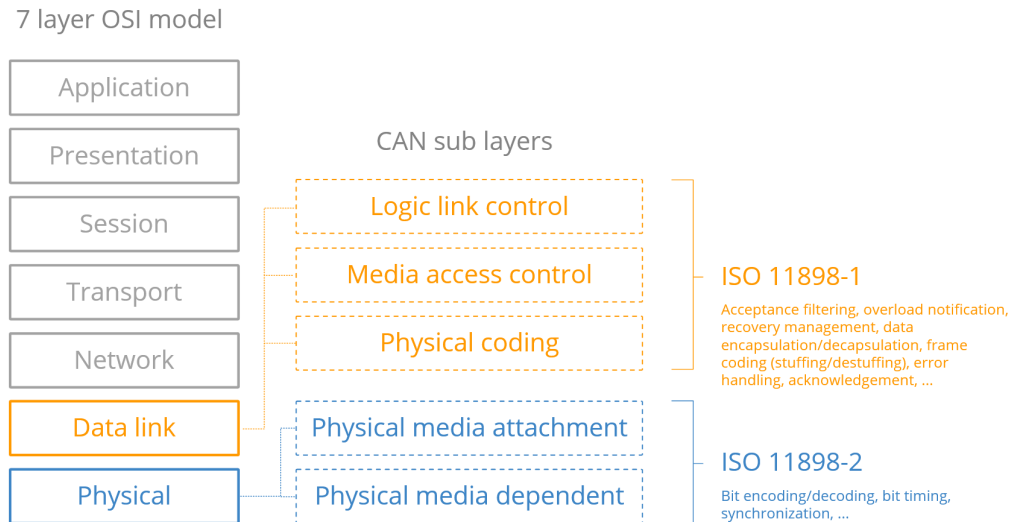 7 layer OSI model
Application
Presentation
Session
Transport
Network
Data link
Physical
CAN sub layers
Logic link control
Media access control
Physical coding
Physical media attachment
Physical media dependent
ISO 11898-1
Acceptance filtering, overload notification,
recovery management, data
encapsulation/decapsulation, frame
coding (stuffing/destuffing), error
handling, acknowledgement, ...
ISO 11898-2
Bit encoding/decoding, bit timing,
synchronization, ...